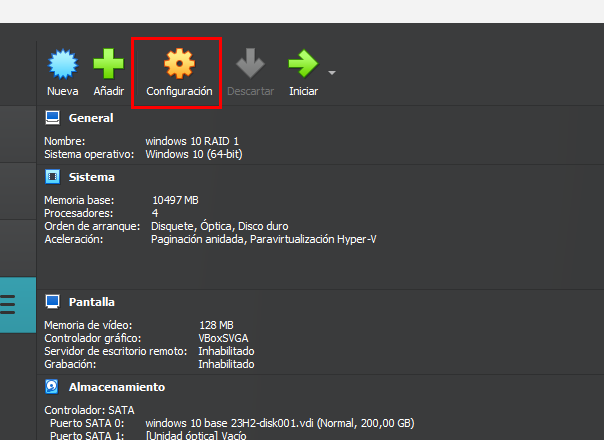 Nueva Añadir Configuración Descartar Iniciar
General
Nombre: windows 10 RAID 1
Sistema operativo: Windows 10 (64-bit)
Sistema
Memoria base: 10497 MB
Procesadores: 4
Orden de arranque: Disquete, Óptica, Disco duro
Aceleración: Paginación anidada, Paravirtualización Hyper-V
Pantalla
Memoria de vídeo: 128 MB
Controlador gráfico: VBoxSVGA
Servidor de escritorio remoto: Inhabilitado
Grabación: Inhabilitado
Almacenamiento
Controlador: SATA
Puerto SATA 0: windows 10 base 23H2-disk001.vdi (Normal, 200,00 GB)
Puerto SATA 1: [Unidad óptica] Vacío